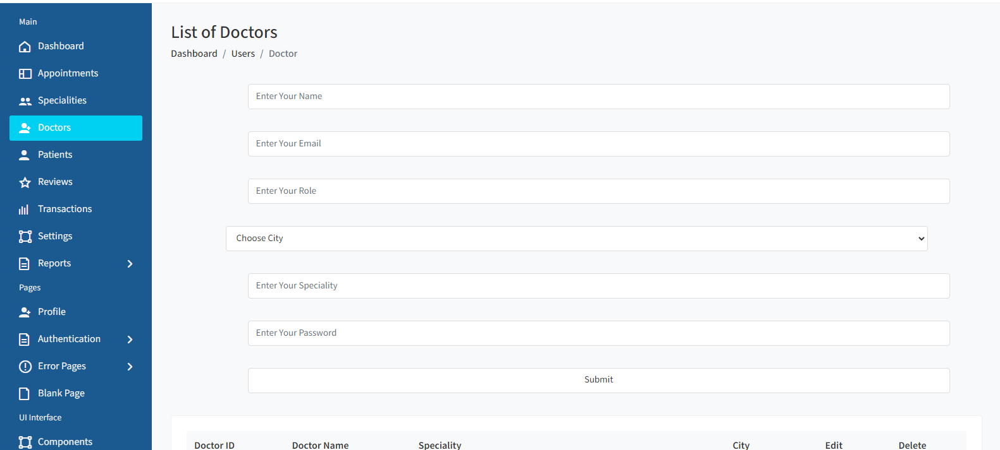 Main
Dashboard
Appointments
Specialities
Doctors
Patients
Reviews
Transactions
Settings
Reports
Pages
Profile
Authentication
Error Pages
Blank Page
UI Interface
Components
List of Doctors
Dashboard / Users / Doctor
Enter Your Name
Enter Your Email
Enter Your Role
Choose City
Enter Your Speciality
Enter Your Password
Submit
Doctor ID Doctor Name Speciality City Edit Delete